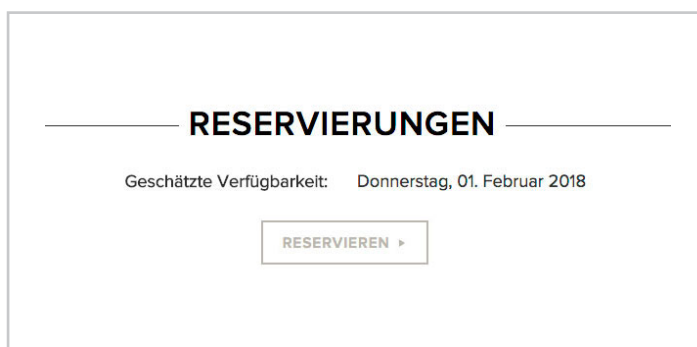 RESERVIERUNGEN
Geschätzte Verfügbarkeit: Donnerstag, 01. Februar 2018
RESERVIEREN